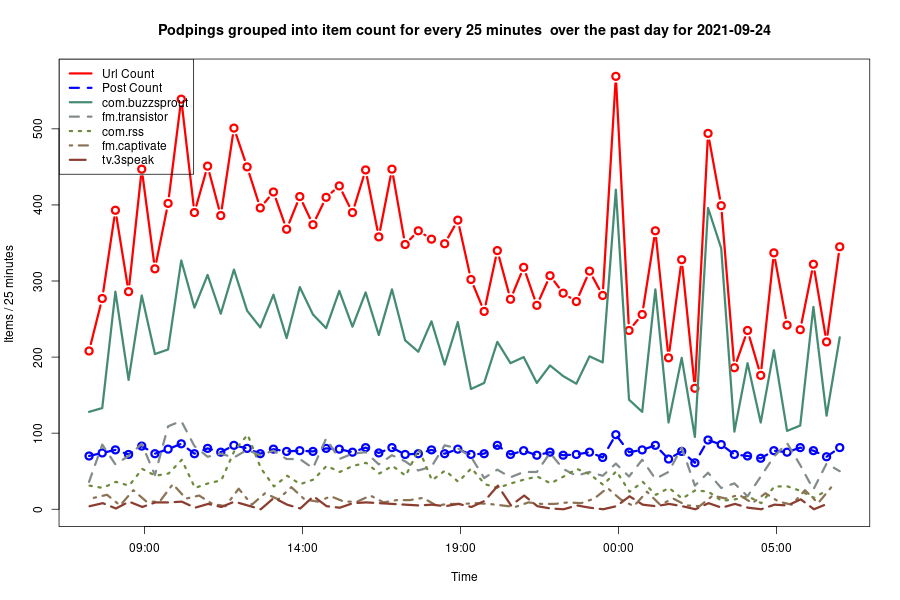 Podpings grouped into item count for every 25 minutes  over the past day for 2021-09-24
Url Count
Post Count
com.buzzsprout
fm.transistor
com.rss
fm.captivate
tv.3speak
500
400
300
200
100
0
Items / 25 minutes
09:00
14:00
19:00
00:00
05:00
Time